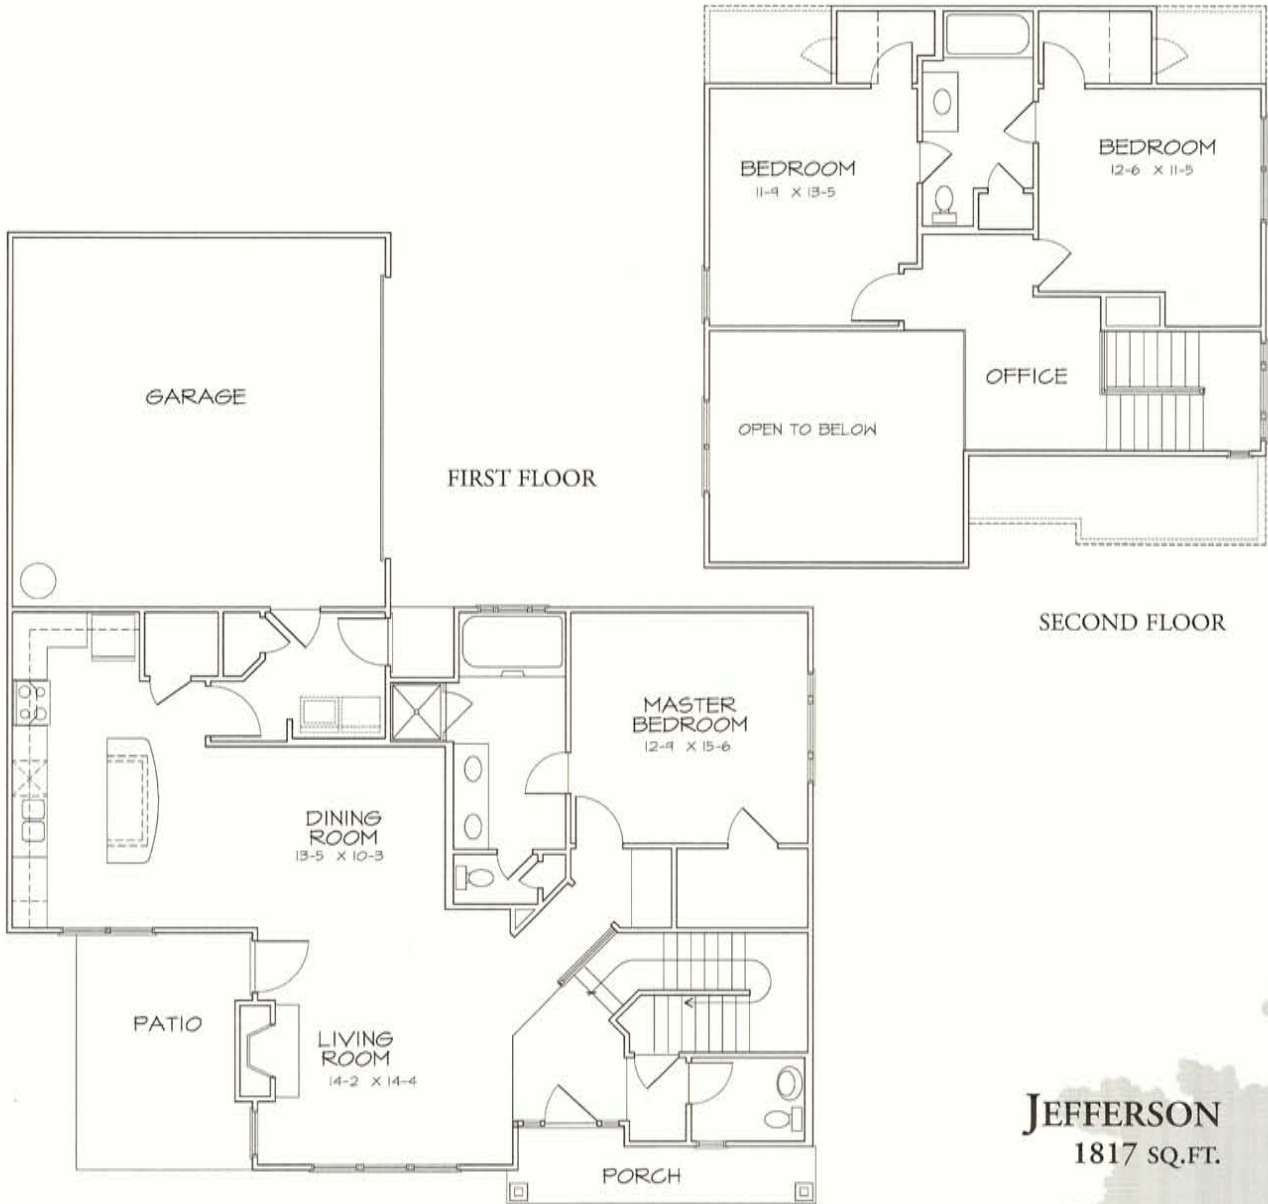 BEDROOM
11-9 X 13-5
BEDROOM
12-6 X 11-5
OFFICE
OPEN TO BELOW
SECOND FLOOR
GARAGE
FIRST FLOOR
MASTER
BEDROOM
12-9 X 15-6
DINING
ROOM
13-5 X 10-3
PATIO
LIVING
ROOM
14-2 X 14-4
PORCH
JEFFERSON
1817 SQ.FT.